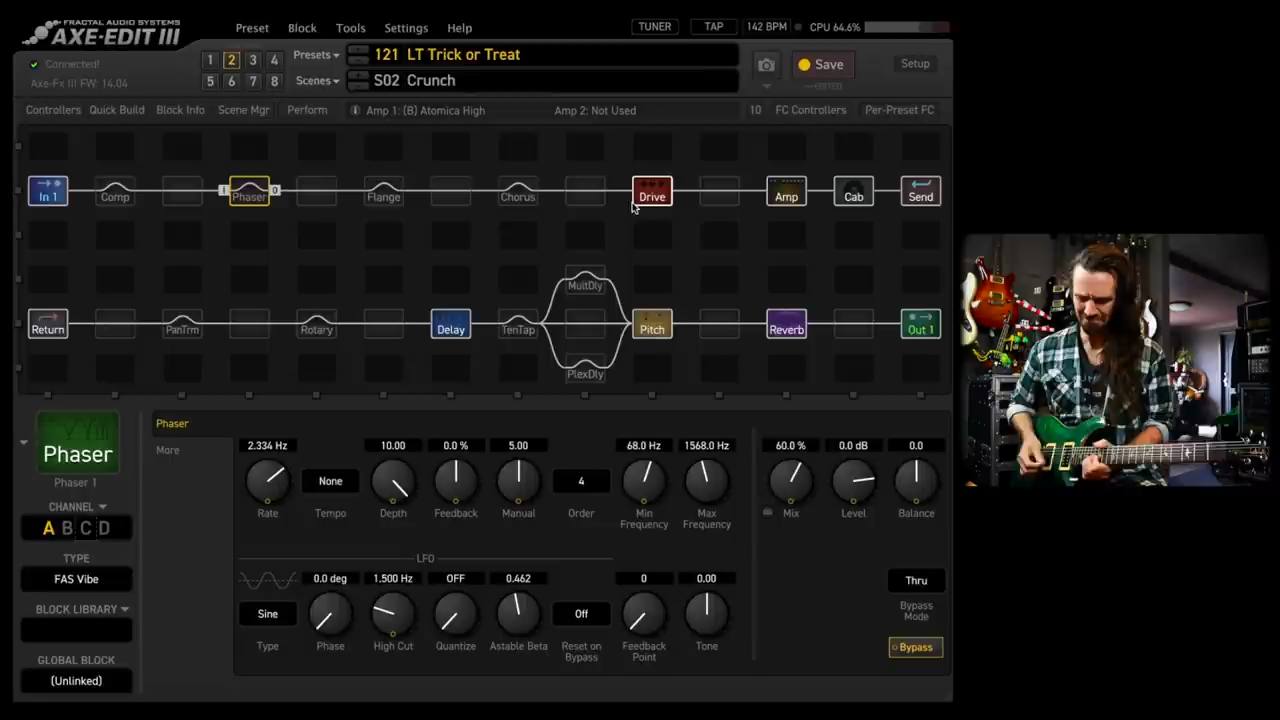 FRACTAL AUDIO SYSTEMS
AXE-EDIT III
Preset Block Tools Settings Help
TUNER TAP 142 BPM CPU 64.6%
Connected!
Axe-Fx III FW: 14.04
1 2 3 4
5 6 7 8
Presets
121 LT Trick or Treat
Scenes
S02 Crunch
Save
EDITED
Setup
Controllers Quick Build Block Info Scene Mgr Perform
Amp 1: (B) Atomica High
Amp 2: Not Used
10 FC Controllers Per-Preset FC
In 1 Comp I Phaser O Flange Chorus Drive Amp Cab Send
MultDly
Return PanTrm Rotary Delay TenTap Pitch Reverb Out 1
PlexDly
Phaser
Phaser 1
CHANNEL
A B C D
TYPE
FAS Vibe
BLOCK LIBRARY
GLOBAL BLOCK
(Unlinked)
Phaser
More
2.334 Hz 10.00 0.0 % 5.00 68.0 Hz 1568.0 Hz 60.0 % 0.0 dB 0.0
None 4
Rate Tempo Depth Feedback Manual Order Min Frequency Max Frequency Mix Level Balance
LFO
0.0 deg 1.500 Hz OFF 0.462 0 0.00
Sine Off
Type Phase High Cut Quantize Astable Beta Reset on Bypass Feedback Point Tone
Thru
Bypass Mode
Bypass